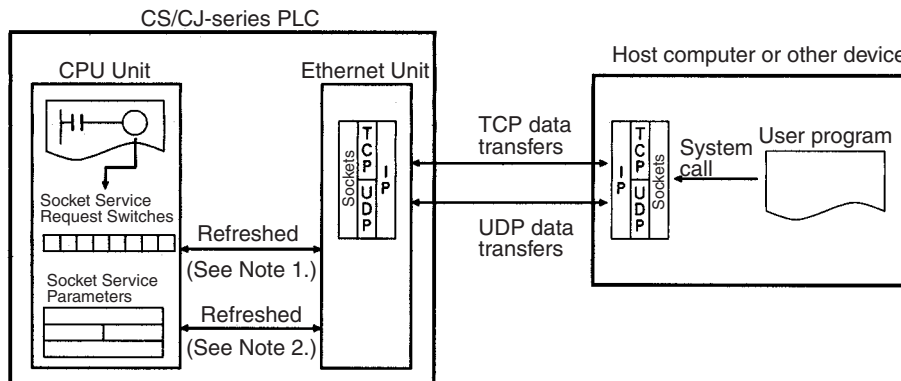 CS/CJ-series PLC
CPU Unit
Ethernet Unit
Host computer or other device
Socket Service
Request Switches
Socket Service
Parameters
Refreshed
(See Note 1.)
Refreshed
(See Note 2.)
Sockets
TCP
UDP
IP
TCP data
transfers
UDP data
transfers
IP
TCP
UDP
Sockets
System
call
User program